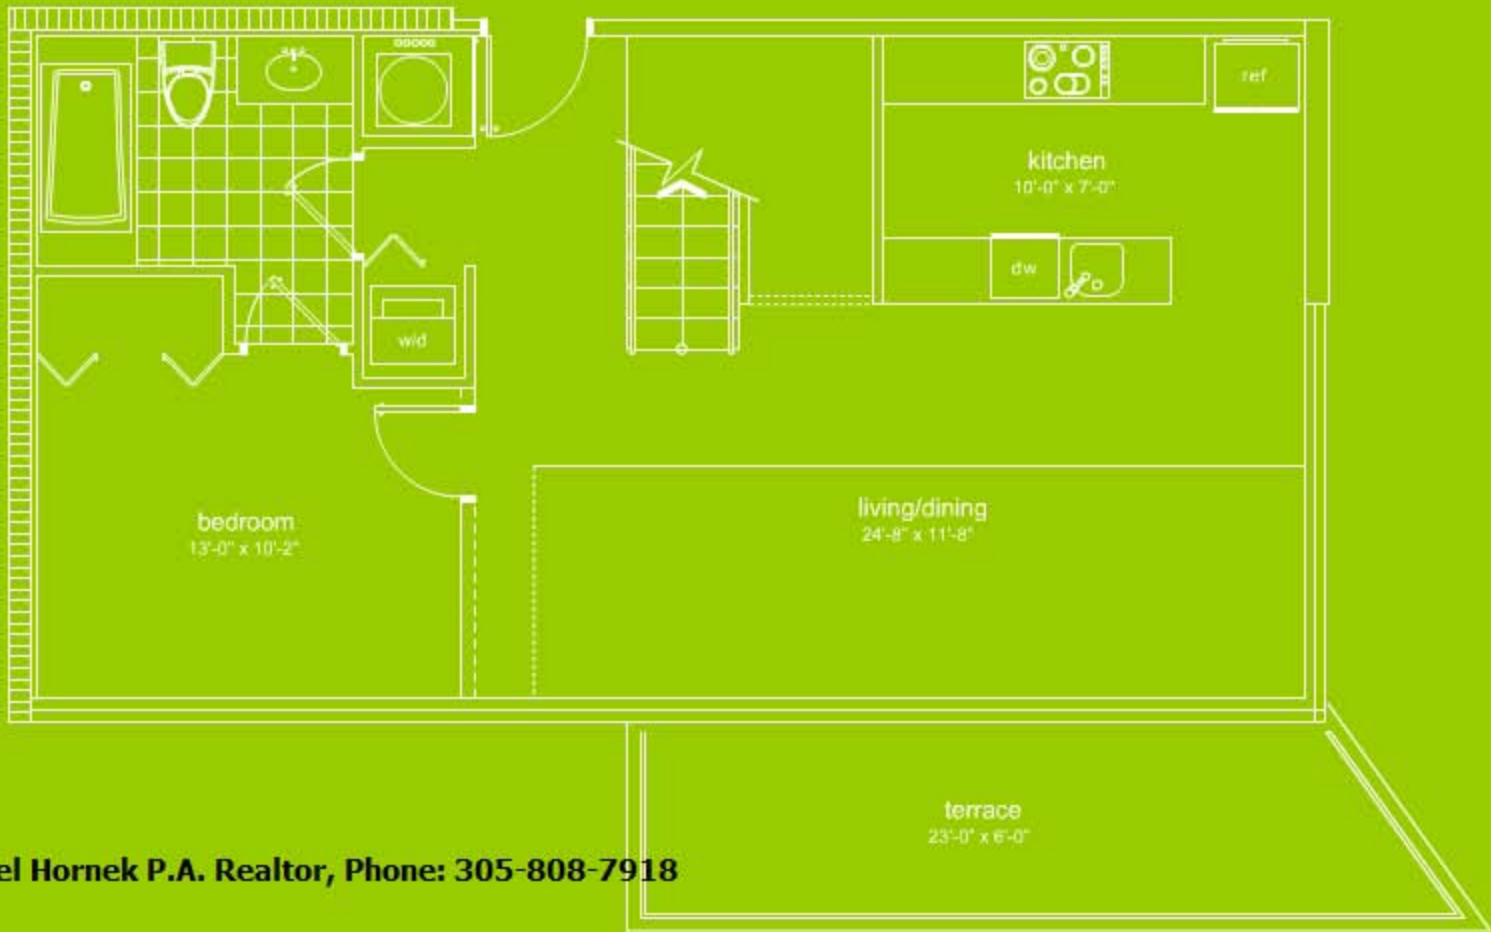 ref
kitchen
10'-0" x 7'-0"
dw
w/d
bedroom
13'-0" x 10'-2"
living/dining
24'-8" x 11'-8"
terrace
23'-0" x 6'-0"
el Hornek P.A. Realtor, Phone: 305-808-7918